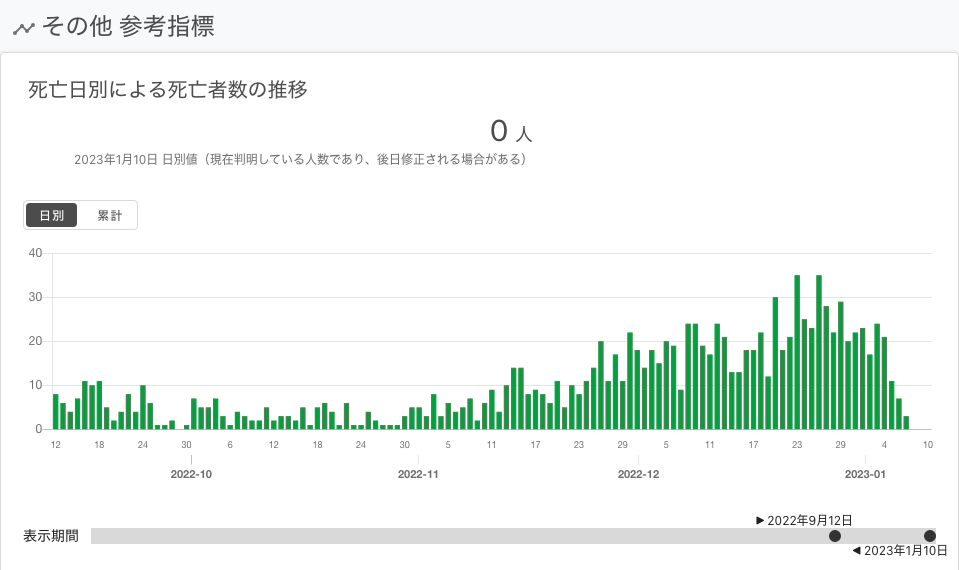 その他 参考指標
死亡日別による死亡者数の推移
0 人
2023年1月10日 日別値（現在判明している人数であり、後日修正される場合がある）
日別 累計
40
30
20
10
0
12 18 24 30 6 12 18 24 30 5 11 17 23 29 5 11 17 23 29 4 10
2022-10 2022-11 2022-12 2023-01
▶ 2022年9月12日
表示期間
◀ 2023年1月10日